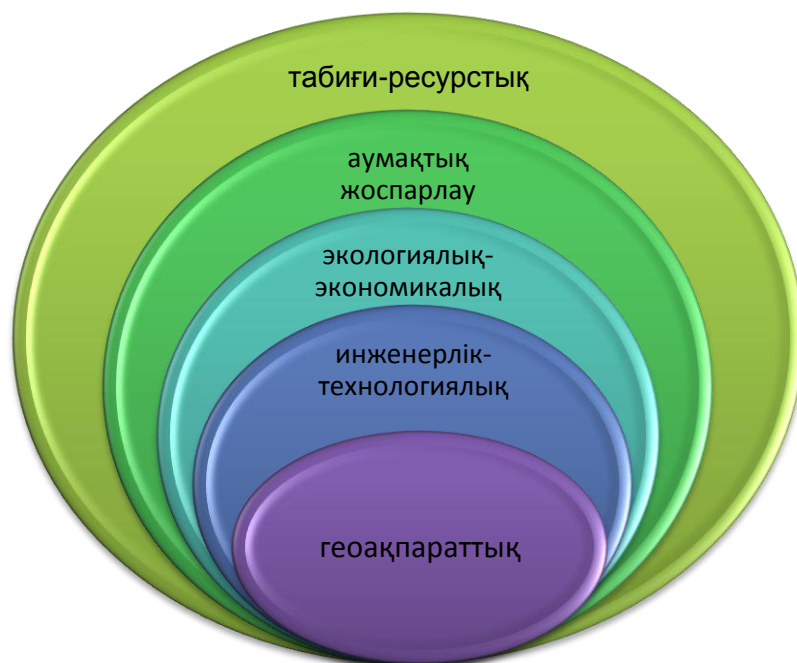 табиғи-ресурстық
аумақтық
жоспарлау
экологиялық-
экономикалық
инженерлік-
технологиялық
геоақпараттық